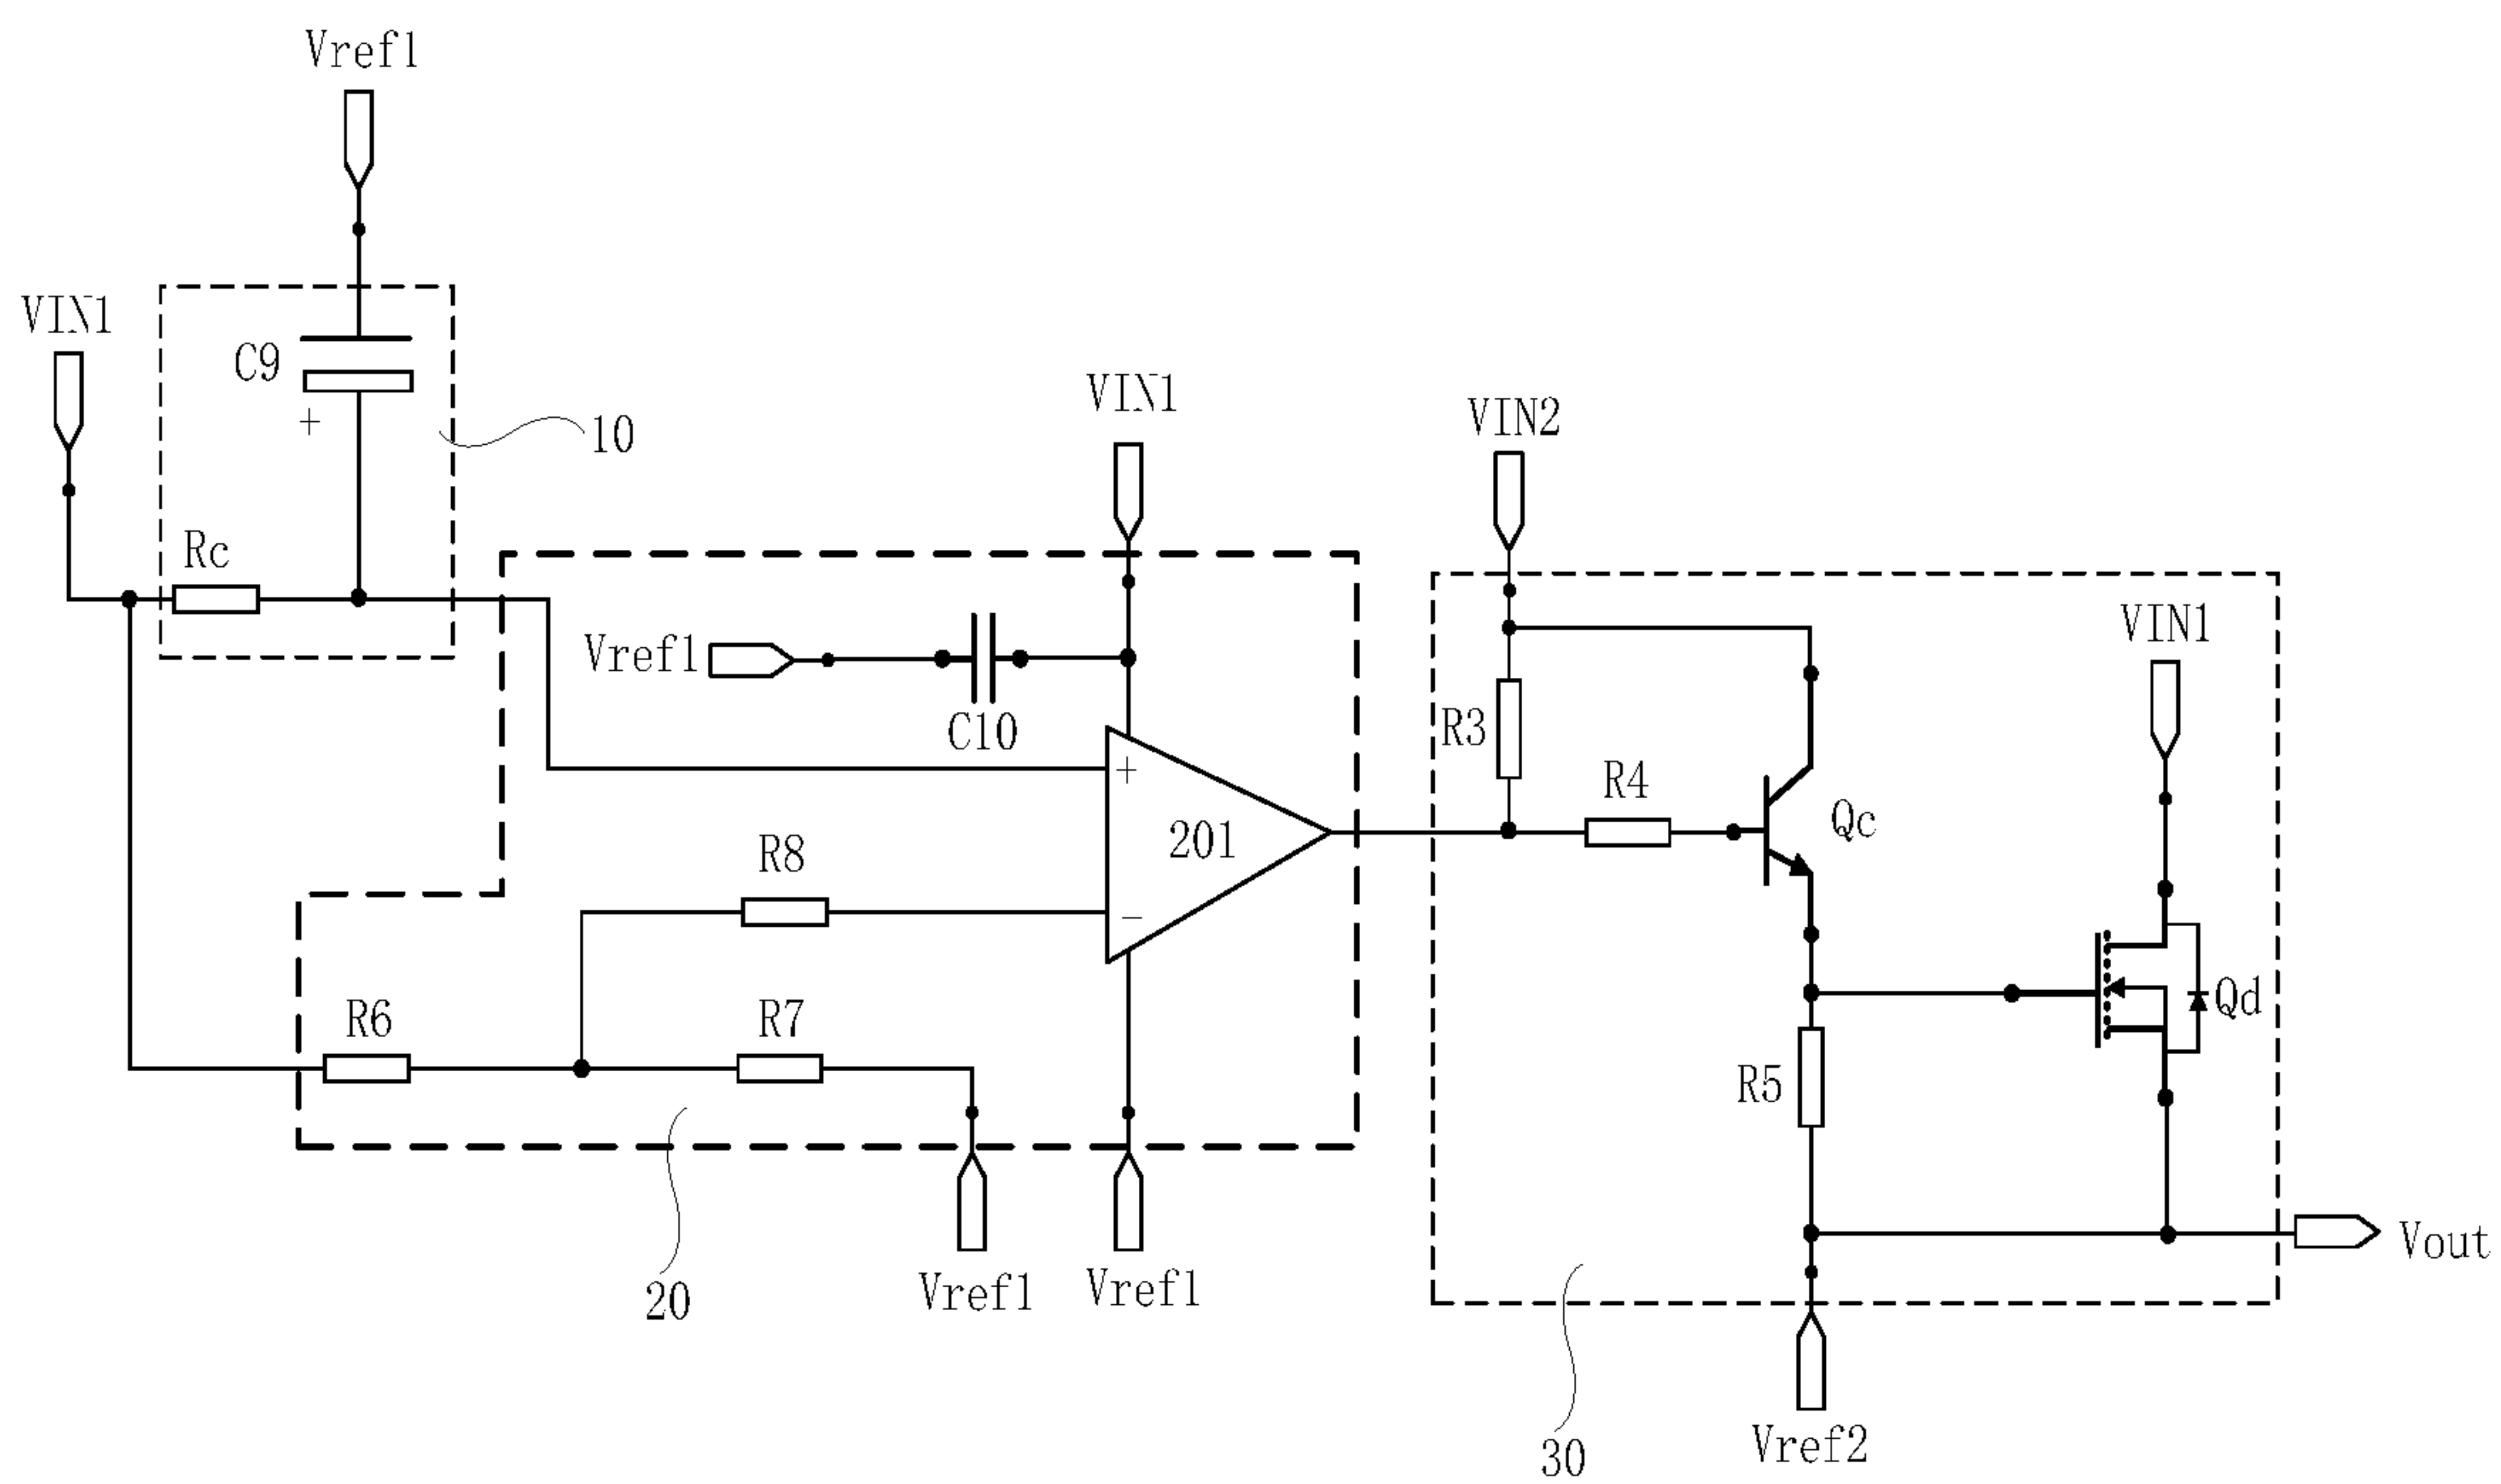 Vref1
VIN1
C9
+
10
VIN1
VIN2
Rc
VIN1
Vref1
C10
R3
R4
+
Qc
201
R8
−
Qd
R6
R7
R5
Vout
20
Vref1
Vref1
30
Vref2